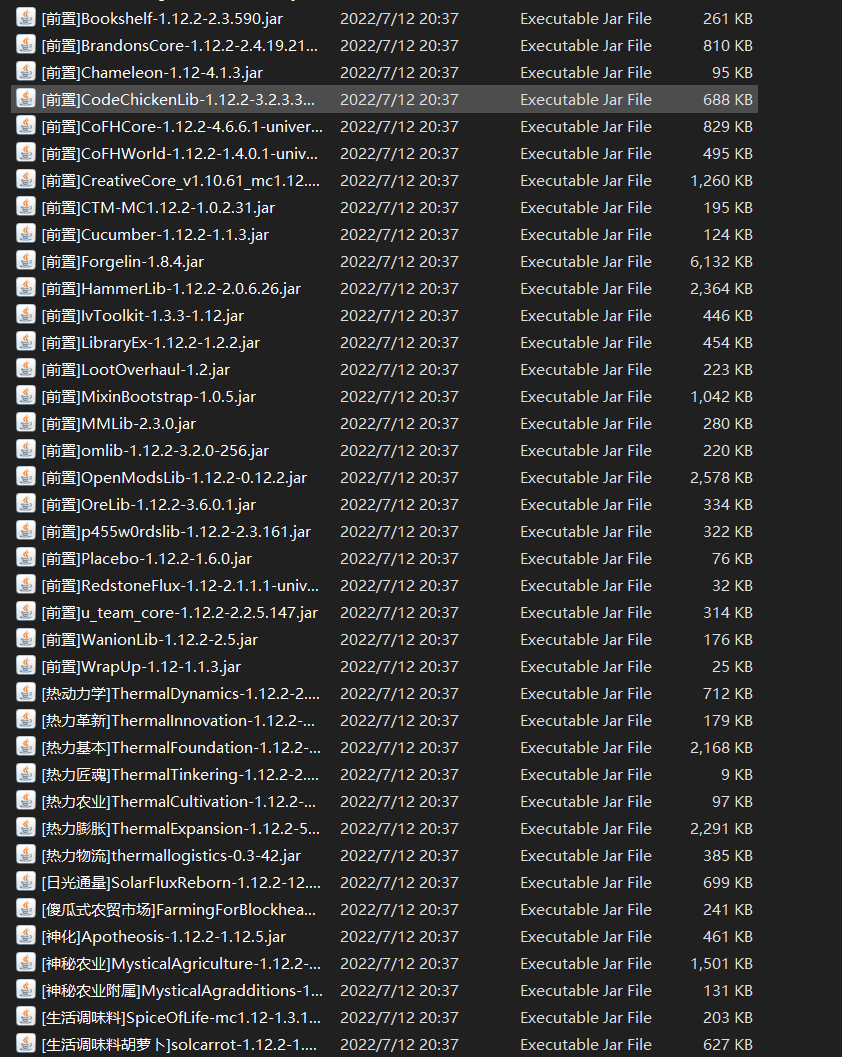 [前置]Bookshelf-1.12.2-2.3.590.jar 2022/7/12 20:37 Executable Jar File 261 KB
[前置]BrandonsCore-1.12.2-2.4.19.21... 2022/7/12 20:37 Executable Jar File 810 KB
[前置]Chameleon-1.12-4.1.3.jar 2022/7/12 20:37 Executable Jar File 95 KB
[前置]CodeChickenLib-1.12.2-3.2.3.3... 2022/7/12 20:37 Executable Jar File 688 KB
[前置]CoFHCore-1.12.2-4.6.6.1-univer... 2022/7/12 20:37 Executable Jar File 829 KB
[前置]CoFHWorld-1.12.2-1.4.0.1-univ... 2022/7/12 20:37 Executable Jar File 495 KB
[前置]CreativeCore_v1.10.61_mc1.12.... 2022/7/12 20:37 Executable Jar File 1,260 KB
[前置]CTM-MC1.12.2-1.0.2.31.jar 2022/7/12 20:37 Executable Jar File 195 KB
[前置]Cucumber-1.12.2-1.1.3.jar 2022/7/12 20:37 Executable Jar File 124 KB
[前置]Forgelin-1.8.4.jar 2022/7/12 20:37 Executable Jar File 6,132 KB
[前置]HammerLib-1.12.2-2.0.6.26.jar 2022/7/12 20:37 Executable Jar File 2,364 KB
[前置]IvToolkit-1.3.3-1.12.jar 2022/7/12 20:37 Executable Jar File 446 KB
[前置]LibraryEx-1.12.2-1.2.2.jar 2022/7/12 20:37 Executable Jar File 454 KB
[前置]LootOverhaul-1.2.jar 2022/7/12 20:37 Executable Jar File 223 KB
[前置]MixinBootstrap-1.0.5.jar 2022/7/12 20:37 Executable Jar File 1,042 KB
[前置]MMLib-2.3.0.jar 2022/7/12 20:37 Executable Jar File 280 KB
[前置]omlib-1.12.2-3.2.0-256.jar 2022/7/12 20:37 Executable Jar File 220 KB
[前置]OpenModsLib-1.12.2-0.12.2.jar 2022/7/12 20:37 Executable Jar File 2,578 KB
[前置]OreLib-1.12.2-3.6.0.1.jar 2022/7/12 20:37 Executable Jar File 334 KB
[前置]p455w0rdslib-1.12.2-2.3.161.jar 2022/7/12 20:37 Executable Jar File 322 KB
[前置]Placebo-1.12.2-1.6.0.jar 2022/7/12 20:37 Executable Jar File 76 KB
[前置]RedstoneFlux-1.12-2.1.1.1-univ... 2022/7/12 20:37 Executable Jar File 32 KB
[前置]u_team_core-1.12.2-2.2.5.147.jar 2022/7/12 20:37 Executable Jar File 314 KB
[前置]WanionLib-1.12.2-2.5.jar 2022/7/12 20:37 Executable Jar File 176 KB
[前置]WrapUp-1.12-1.1.3.jar 2022/7/12 20:37 Executable Jar File 25 KB
[热动力学]ThermalDynamics-1.12.2-2.... 2022/7/12 20:37 Executable Jar File 712 KB
[热力革新]ThermalInnovation-1.12.2-... 2022/7/12 20:37 Executable Jar File 179 KB
[热力基本]ThermalFoundation-1.12.2-... 2022/7/12 20:37 Executable Jar File 2,168 KB
[热力匠魂]ThermalTinkering-1.12.2-2.... 2022/7/12 20:37 Executable Jar File 9 KB
[热力农业]ThermalCultivation-1.12.2-... 2022/7/12 20:37 Executable Jar File 97 KB
[热力膨胀]ThermalExpansion-1.12.2-5... 2022/7/12 20:37 Executable Jar File 2,291 KB
[热力物流]thermallogistics-0.3-42.jar 2022/7/12 20:37 Executable Jar File 385 KB
[日光通量]SolarFluxReborn-1.12.2-12.... 2022/7/12 20:37 Executable Jar File 699 KB
[傻瓜式农贸市场]FarmingForBlockhea... 2022/7/12 20:37 Executable Jar File 241 KB
[神化]Apotheosis-1.12.2-1.12.5.jar 2022/7/12 20:37 Executable Jar File 461 KB
[神秘农业]MysticalAgriculture-1.12.2-... 2022/7/12 20:37 Executable Jar File 1,501 KB
[神秘农业附属]MysticalAgradditions-1... 2022/7/12 20:37 Executable Jar File 131 KB
[生活调味料]SpiceOfLife-mc1.12-1.3.1... 2022/7/12 20:37 Executable Jar File 203 KB
[生活调味料胡萝卜]solcarrot-1.12.2-1.... 2022/7/12 20:37 Executable Jar File 627 KB